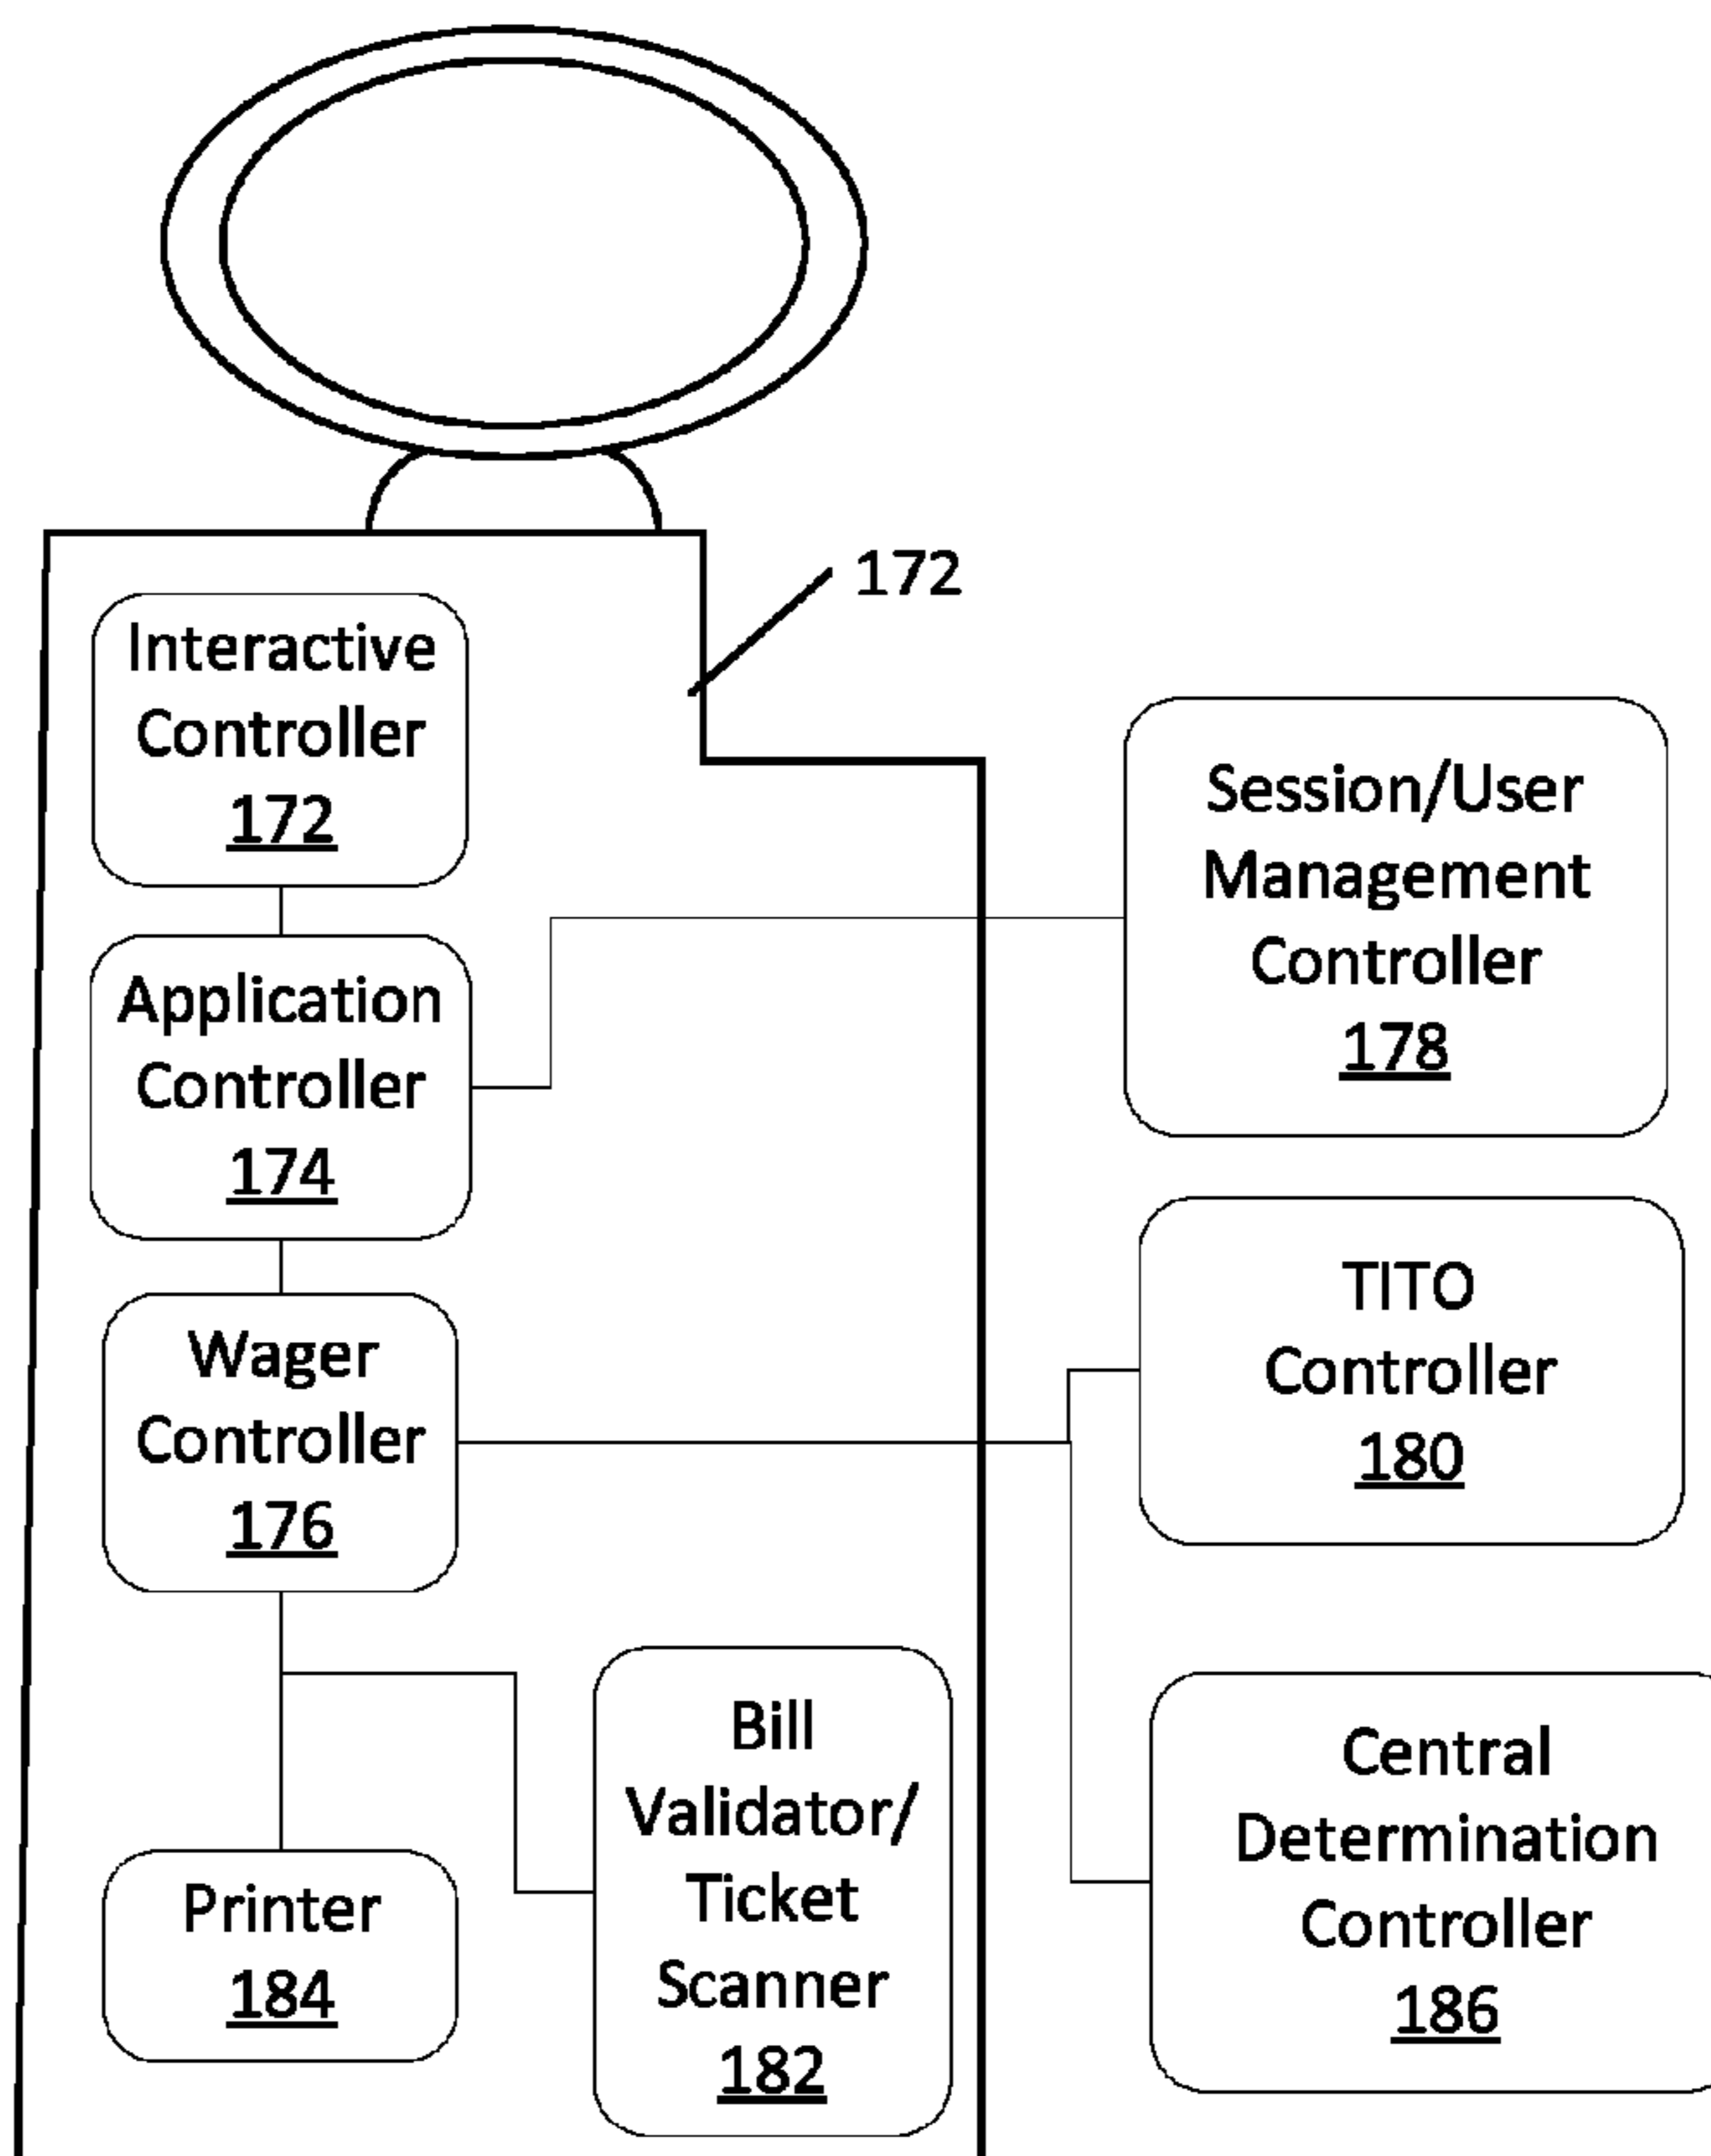 172
Interactive
Controller
172
Application
Controller
174
Wager
Controller
176
Printer
184
Bill
Validator/
Ticket
Scanner
182
Session/User
Management
Controller
178
TITO
Controller
180
Central
Determination
Controller
186